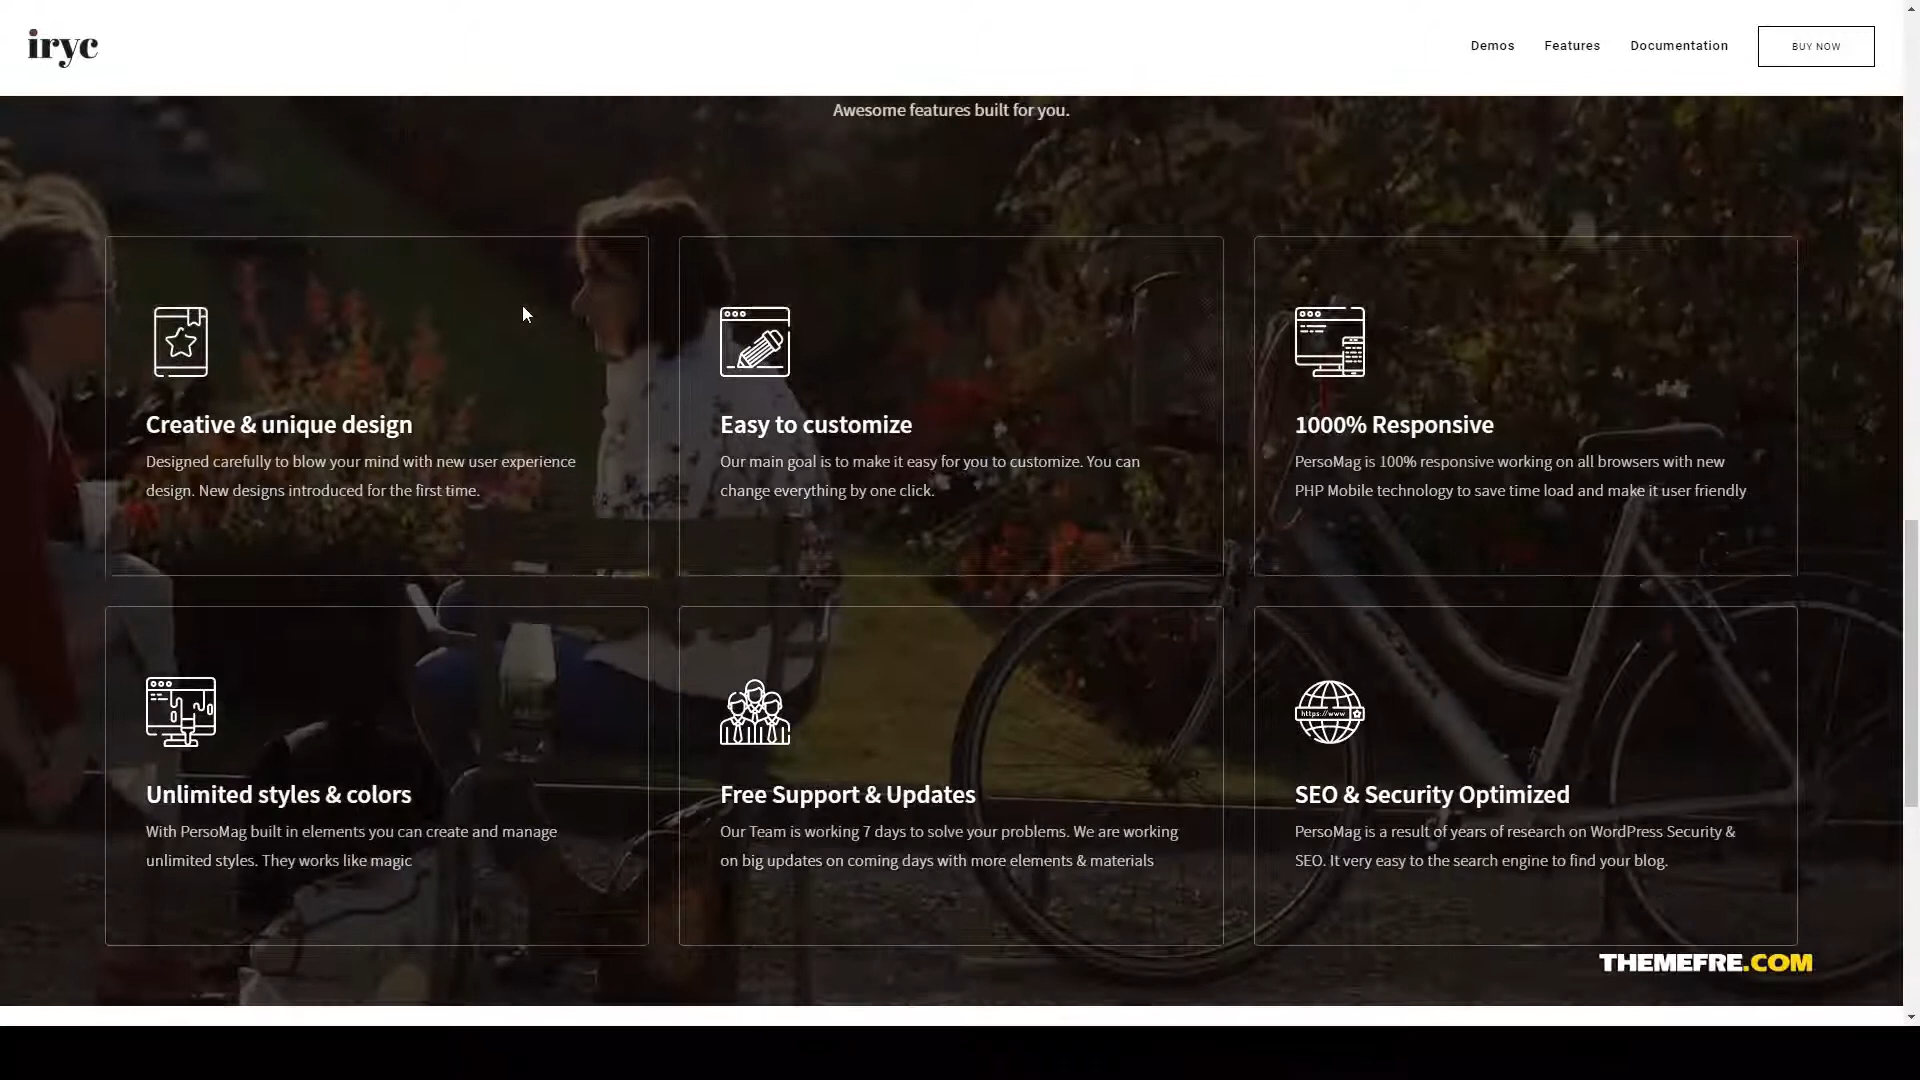 iryc
Demos Features Documentation BUY NOW
Awesome features built for you.
Creative & unique design
Designed carefully to blow your mind with new user experience
design. New designs introduced for the first time.
Easy to customize
Our main goal is to make it easy for you to customize. You can
change everything by one click.
1000% Responsive
PersoMag is 100% responsive working on all browsers with new
PHP Mobile technology to save time load and make it user friendly
Unlimited styles & colors
With PersoMag built in elements you can create and manage
unlimited styles. They works like magic
Free Support & Updates
Our Team is working 7 days to solve your problems. We are working
on big updates on coming days with more elements & materials
https://www
SEO & Security Optimized
PersoMag is a result of years of research on WordPress Security &
SEO. It very easy to the search engine to find your blog.
THEMEFRE.COM